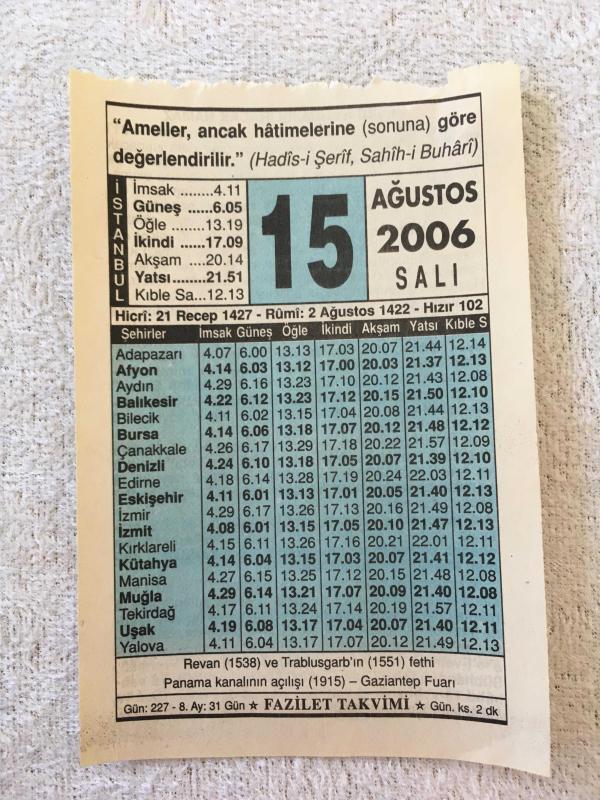 “Ameller, ancak hâtimelerine (sonuna) göre
değerlendirilir.” (Hadîs-i Şerîf, Sahîh-i Buhârî)
İSTANBUL
İmsak ........4.11
Güneş ......6.05
Öğle ........13.19
İkindi ......17.09
Akşam ....20.14
Yatsı........21.51
Kıble Sa...12.13
15
AĞUSTOS
2006
SALI
Hicrî: 21 Recep 1427 - Rûmî: 2 Ağustos 1422 - Hızır 102
Şehirler İmsak Güneş Öğle İkindi Akşam Yatsı Kıble S
Adapazarı 4.07 6.00 13.13 17.03 20.07 21.44 12.14
Afyon 4.14 6.03 13.12 17.00 20.03 21.37 12.13
Aydın 4.29 6.16 13.23 17.10 20.12 21.43 12.08
Balıkesir 4.22 6.12 13.23 17.12 20.15 21.50 12.10
Bilecik 4.11 6.02 13.15 17.04 20.08 21.44 12.13
Bursa 4.14 6.06 13.18 17.07 20.12 21.48 12.12
Çanakkale 4.26 6.17 13.29 17.18 20.22 21.57 12.09
Denizli 4.24 6.10 13.18 17.05 20.07 21.39 12.10
Edirne 4.18 6.14 13.28 17.19 20.24 22.03 12.11
Eskişehir 4.11 6.01 13.13 17.01 20.05 21.40 12.13
İzmir 4.29 6.17 13.26 17.13 20.16 21.49 12.08
İzmit 4.08 6.01 13.15 17.05 20.10 21.47 12.13
Kırklareli 4.15 6.11 13.26 17.16 20.21 22.01 12.11
Kütahya 4.14 6.04 13.15 17.03 20.07 21.41 12.12
Manisa 4.27 6.15 13.25 17.12 20.15 21.48 12.08
Muğla 4.29 6.14 13.21 17.07 20.09 21.40 12.08
Tekirdağ 4.17 6.11 13.24 17.14 20.19 21.57 12.11
Uşak 4.19 6.08 13.17 17.04 20.07 21.40 12.11
Yalova 4.11 6.04 13.17 17.07 20.12 21.49 12.13
Revan (1538) ve Trablusgarb’ın (1551) fethi
Panama kanalının açılışı (1915) – Gaziantep Fuarı
Gün: 227 - 8. Ay: 31 Gün ★ FAZİLET TAKVİMİ ★ Gün. ks. 2 dk